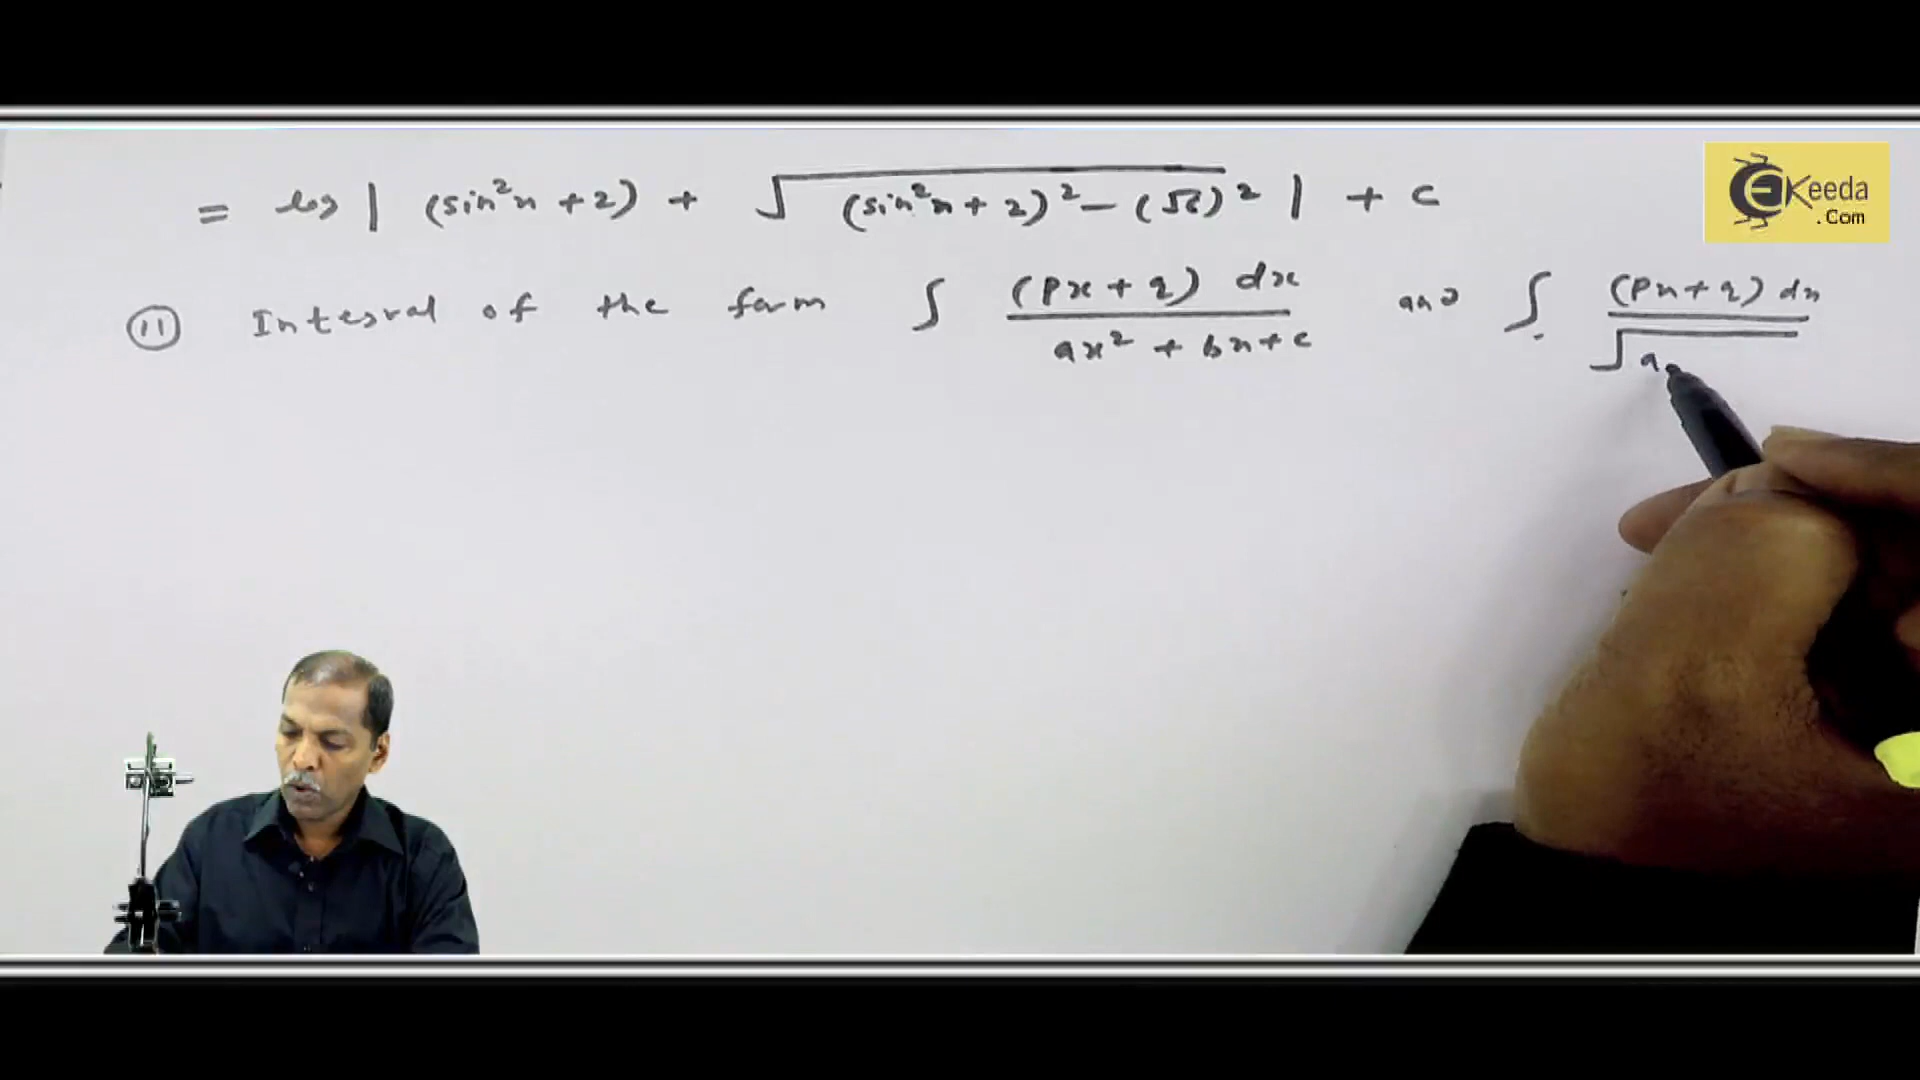 = log | (sin²x + 2) + √((sin²x + 2)² - (√6)²) | + c
(11) Integral of the form ∫ (Px + q) dx / ax² + bx + c and ∫ (Px + q) dx / √a
eKeeda
.Com